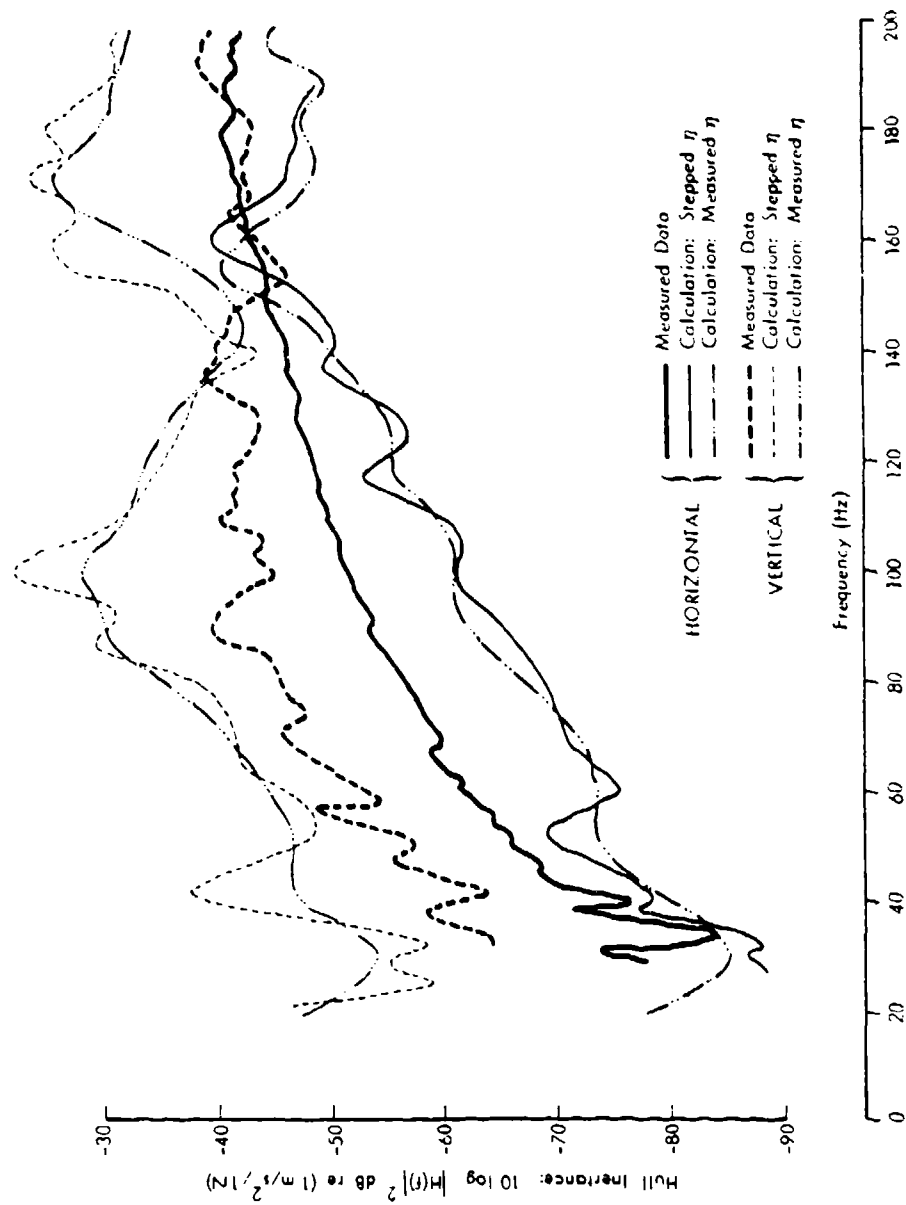 Hull Inertance: 10 log |H(f)|² dB re (1 m/s², 1N)
-30
-40
-50
-60
-70
-80
-90
0
20
40
60
80
100
120
140
160
180
200
Frequency (Hz)
HORIZONTAL { Measured Data
Calculation: Stepped η
Calculation: Measured η
VERTICAL { Measured Data
Calculation: Stepped η
Calculation: Measured η